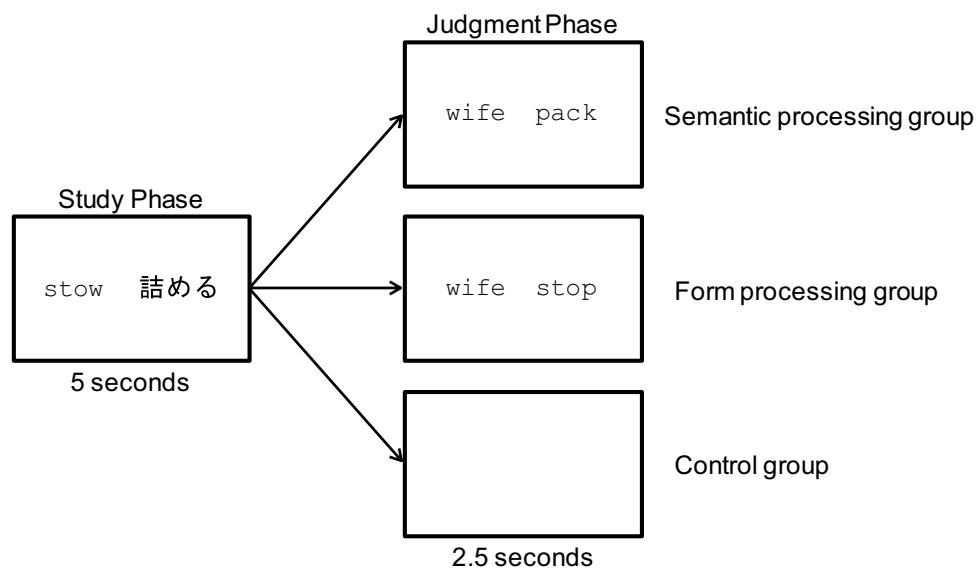 Judgment Phase
wife pack
Semantic processing group
Study Phase
stow 詰める
5 seconds
wife stop
Form processing group
Control group
2.5 seconds